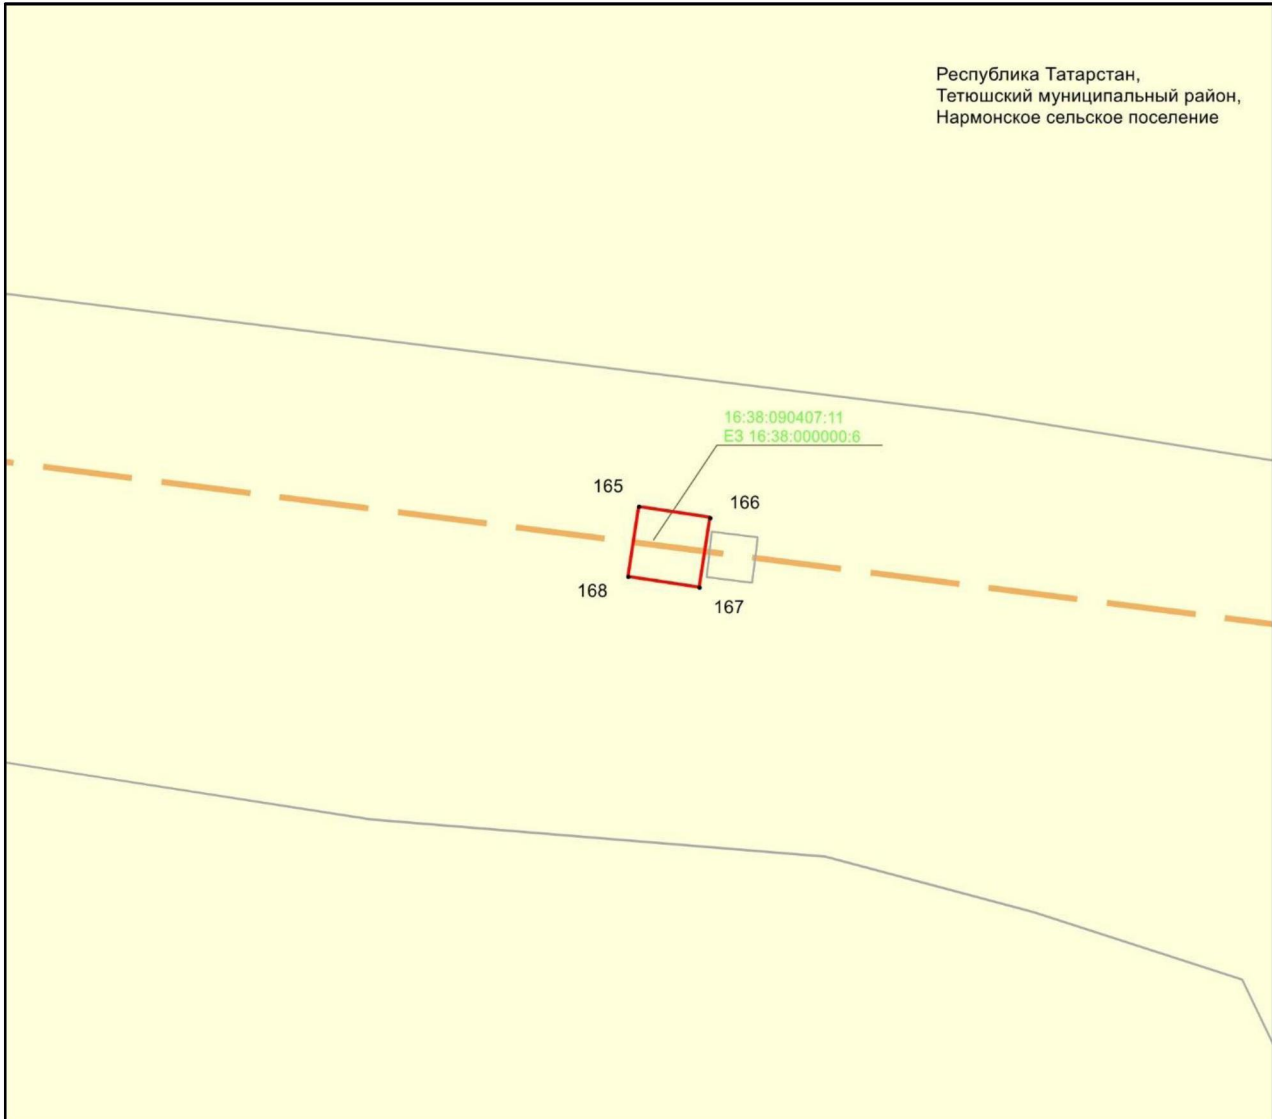 Республика Татарстан,
Тетюшский муниципальный район,
Нармонское сельское поселение
16:38:090407:11
ЕЗ 16:38:000000:6
165
166
168
167